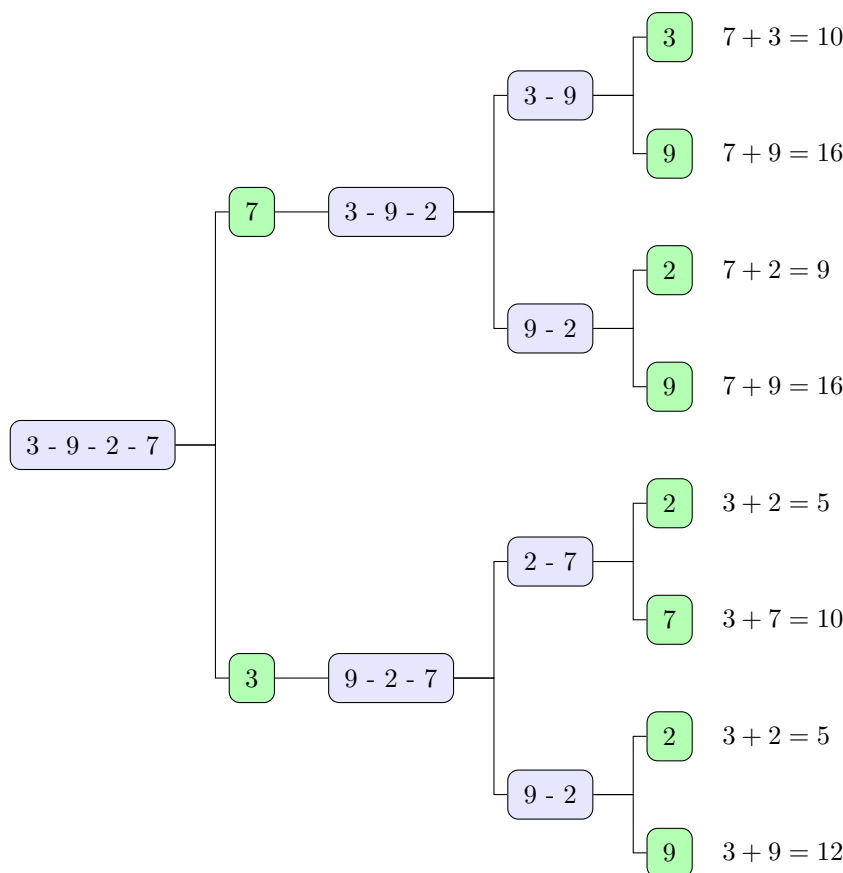 3 7 + 3 = 10
3 - 9
9 7 + 9 = 16
7 3 - 9 - 2
2 7 + 2 = 9
9 - 2
9 7 + 9 = 16
3 - 9 - 2 - 7
2 3 + 2 = 5
2 - 7
7 3 + 7 = 10
3 9 - 2 - 7
2 3 + 2 = 5
9 - 2
9 3 + 9 = 12